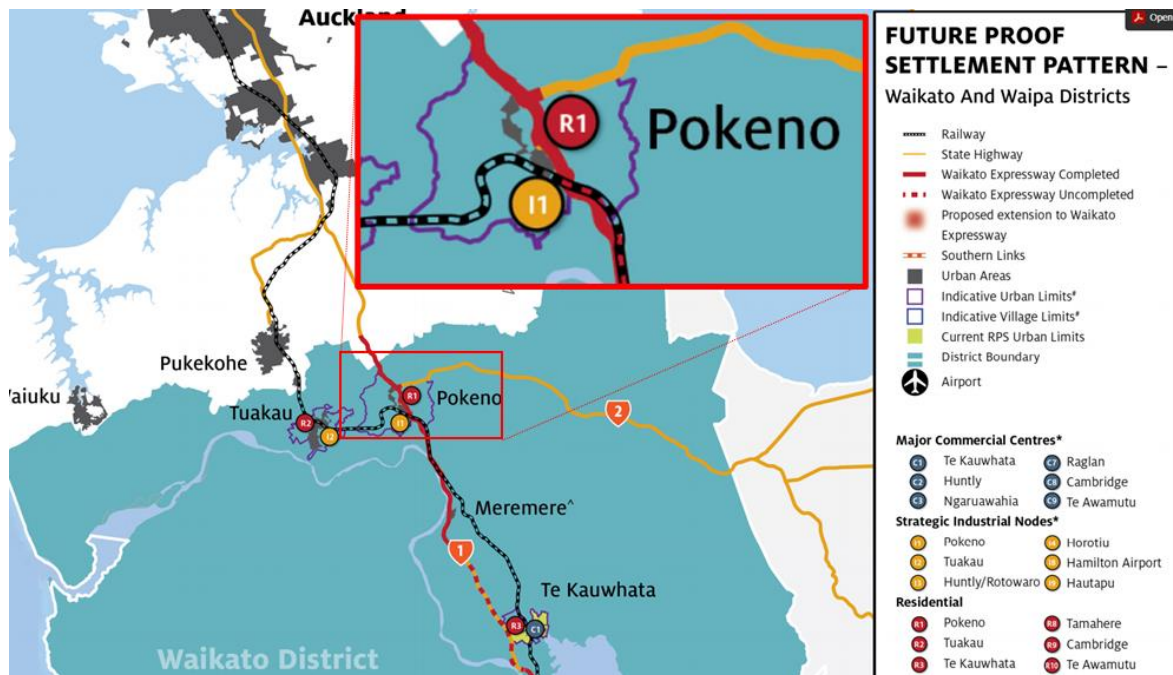 Auckland
R1
Pokeno
I1
Pukekohe
Tuakau
R2
I2
R1
Pokeno
I1
2
Meremere^
1
Te Kauwhata
R3
C1
Waikato District
Open
FUTURE PROOF
SETTLEMENT PATTERN –
Waikato And Waipa Districts
Railway
State Highway
Waikato Expressway Completed
Waikato Expressway Uncompleted
Proposed extension to Waikato
Expressway
Southern Links
Urban Areas
Indicative Urban Limits#
Indicative Village Limits#
Current RPS Urban Limits
District Boundary
Airport
Major Commercial Centres*
C1 Te Kauwhata C7 Raglan
C2 Huntly C8 Cambridge
C3 Ngaruawahia C9 Te Awamutu
Strategic Industrial Nodes*
I1 Pokeno I4 Horotiu
I2 Tuakau I8 Hamilton Airport
I3 Huntly/Rotowaro I9 Hautapu
Residential
R1 Pokeno R8 Tamahere
R2 Tuakau R9 Cambridge
R3 Te Kauwhata R10 Te Awamutu